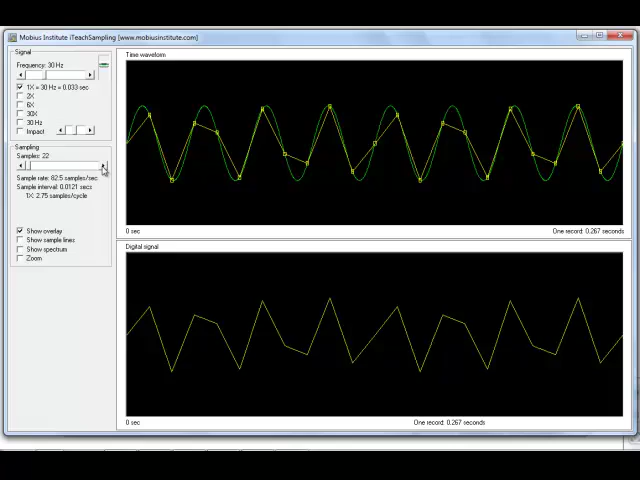 Mobius Institute iTeachSampling [www.mobiusinstitute.com]
Signal
Frequency: 30 Hz
1X = 30 Hz = 0.033 sec
2X
6X
30X
30 Hz
Impact
Sampling
Samples: 22
Sample rate: 82.5 samples/sec
Sample interval: 0.0121 secs
1X: 2.75 samples/cycle
Show overlay
Show sample lines
Show spectrum
Zoom
Time waveform
0 sec
One record: 0.267 seconds
Digital signal
0 sec
One record: 0.267 seconds